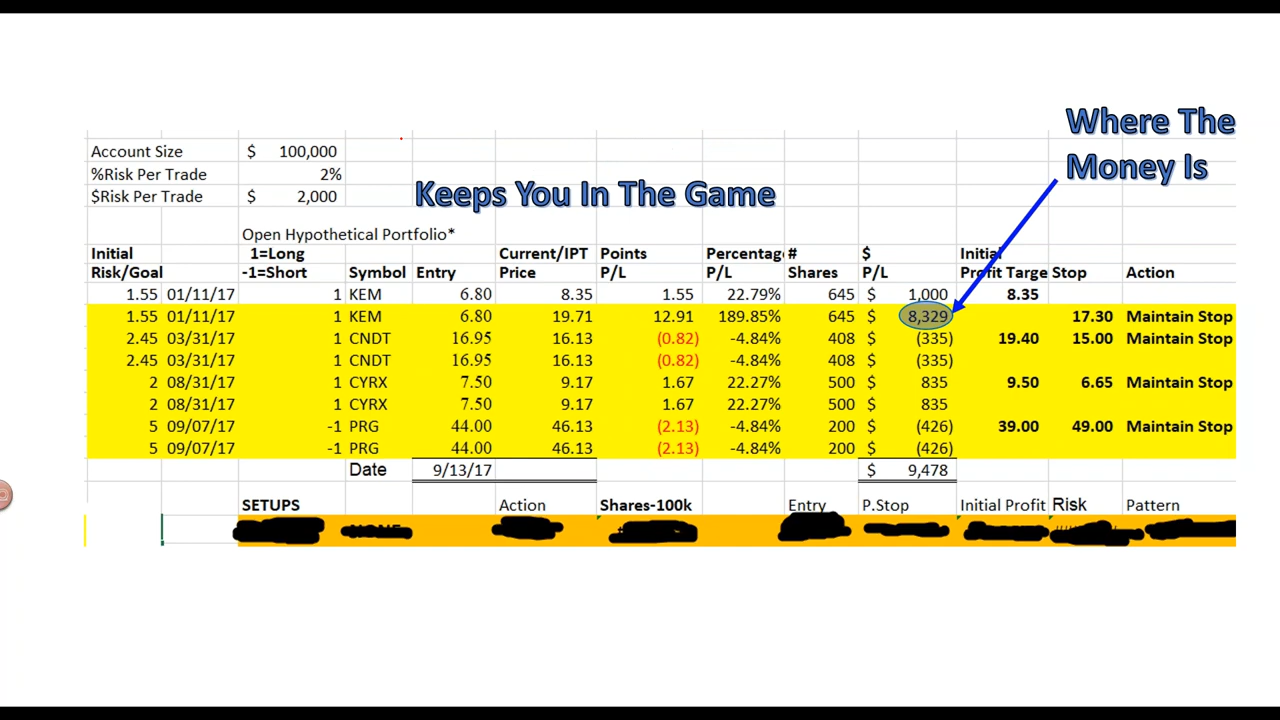 Where The
Money Is
Account Size $ 100,000
%Risk Per Trade 2%
$Risk Per Trade $ 2,000
Keeps You In The Game
Open Hypothetical Portfolio*
Initial 1=Long Current/IPT Points Percentag # $ Initial
Risk/Goal -1=Short Symbol Entry Price P/L P/L Shares P/L Profit Targe Stop Action
1.55 01/11/17 1 KEM 6.80 8.35 1.55 22.79% 645 $ 1,000 8.35
1.55 01/11/17 1 KEM 6.80 19.71 12.91 189.85% 645 $ 8,329 17.30 Maintain Stop
2.45 03/31/17 1 CNDT 16.95 16.13 (0.82) -4.84% 408 $ (335) 19.40 15.00 Maintain Stop
2.45 03/31/17 1 CNDT 16.95 16.13 (0.82) -4.84% 408 $ (335)
2 08/31/17 1 CYRX 7.50 9.17 1.67 22.27% 500 $ 835 9.50 6.65 Maintain Stop
2 08/31/17 1 CYRX 7.50 9.17 1.67 22.27% 500 $ 835
5 09/07/17 -1 PRG 44.00 46.13 (2.13) -4.84% 200 $ (426) 39.00 49.00 Maintain Stop
5 09/07/17 -1 PRG 44.00 46.13 (2.13) -4.84% 200 $ (426)
Date 9/13/17 $ 9,478
SETUPS Action Shares-100k Entry P.Stop Initial Profit Risk Pattern